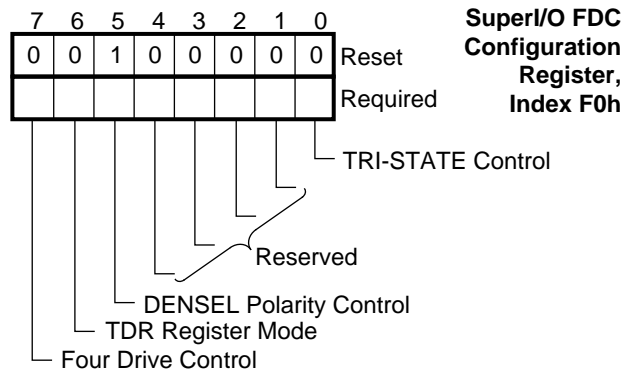 7 6 5 4 3 2 1 0
0 0 1 0 0 0 0 0 Reset
Required
SuperI/O FDC
Configuration
Register,
Index F0h
TRI-STATE Control
Reserved
DENSEL Polarity Control
TDR Register Mode
Four Drive Control